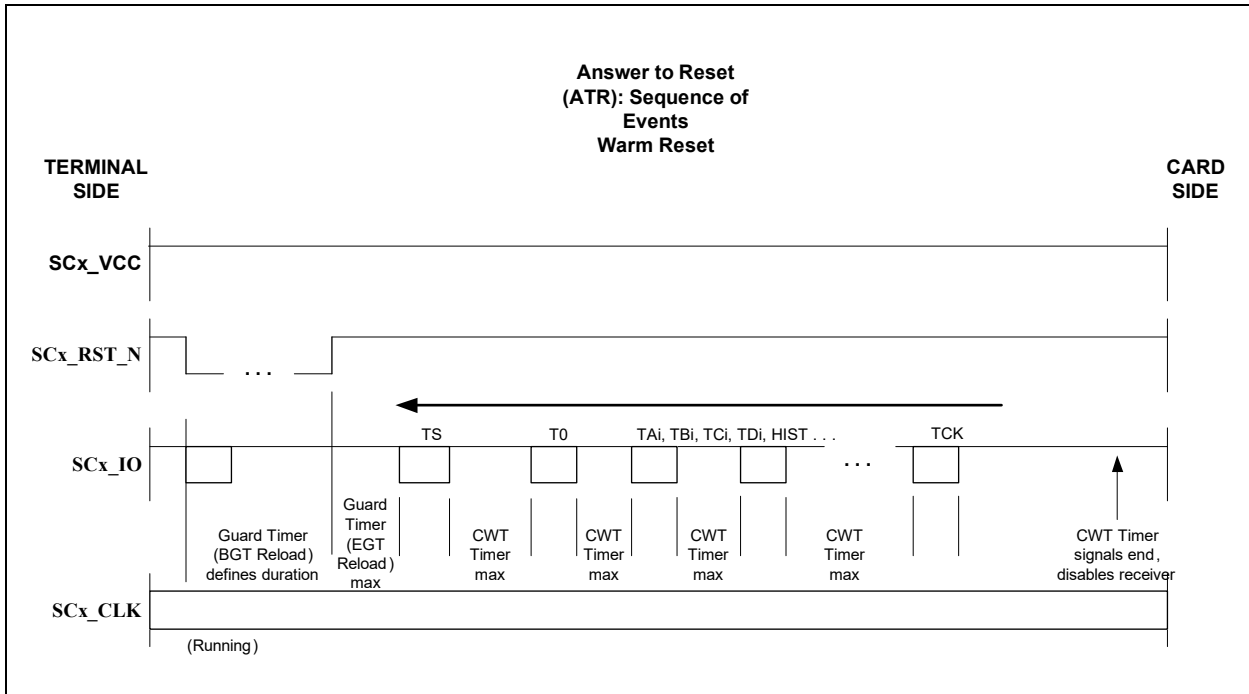 Answer to Reset
(ATR): Sequence of
Events
Warm Reset
TERMINAL
SIDE
CARD
SIDE
SCx_VCC
SCx_RST_N
. . .
SCx_IO
TS
T0
TAi, TBi, TCi, TDi, HIST . . .
. . .
TCK
Guard Timer
(BGT Reload)
defines duration
Guard
Timer
(EGT
Reload)
max
CWT
Timer
max
CWT
Timer
max
CWT
Timer
max
CWT
Timer
max
CWT Timer
signals end,
disables receiver
SCx_CLK
(Running)